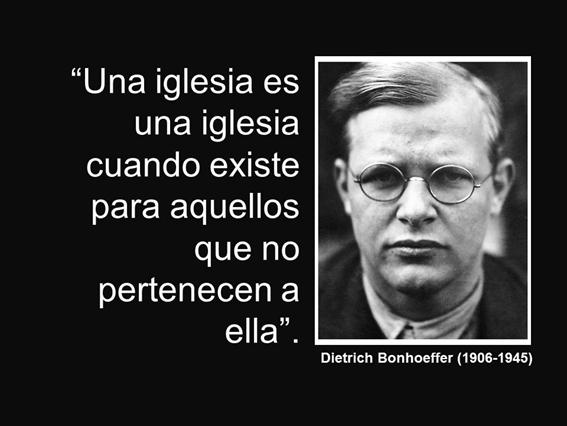 “Una iglesia es
una iglesia
cuando existe
para aquellos
que no
pertenecen a
ella”.
Dietrich Bonhoeffer (1906-1945)